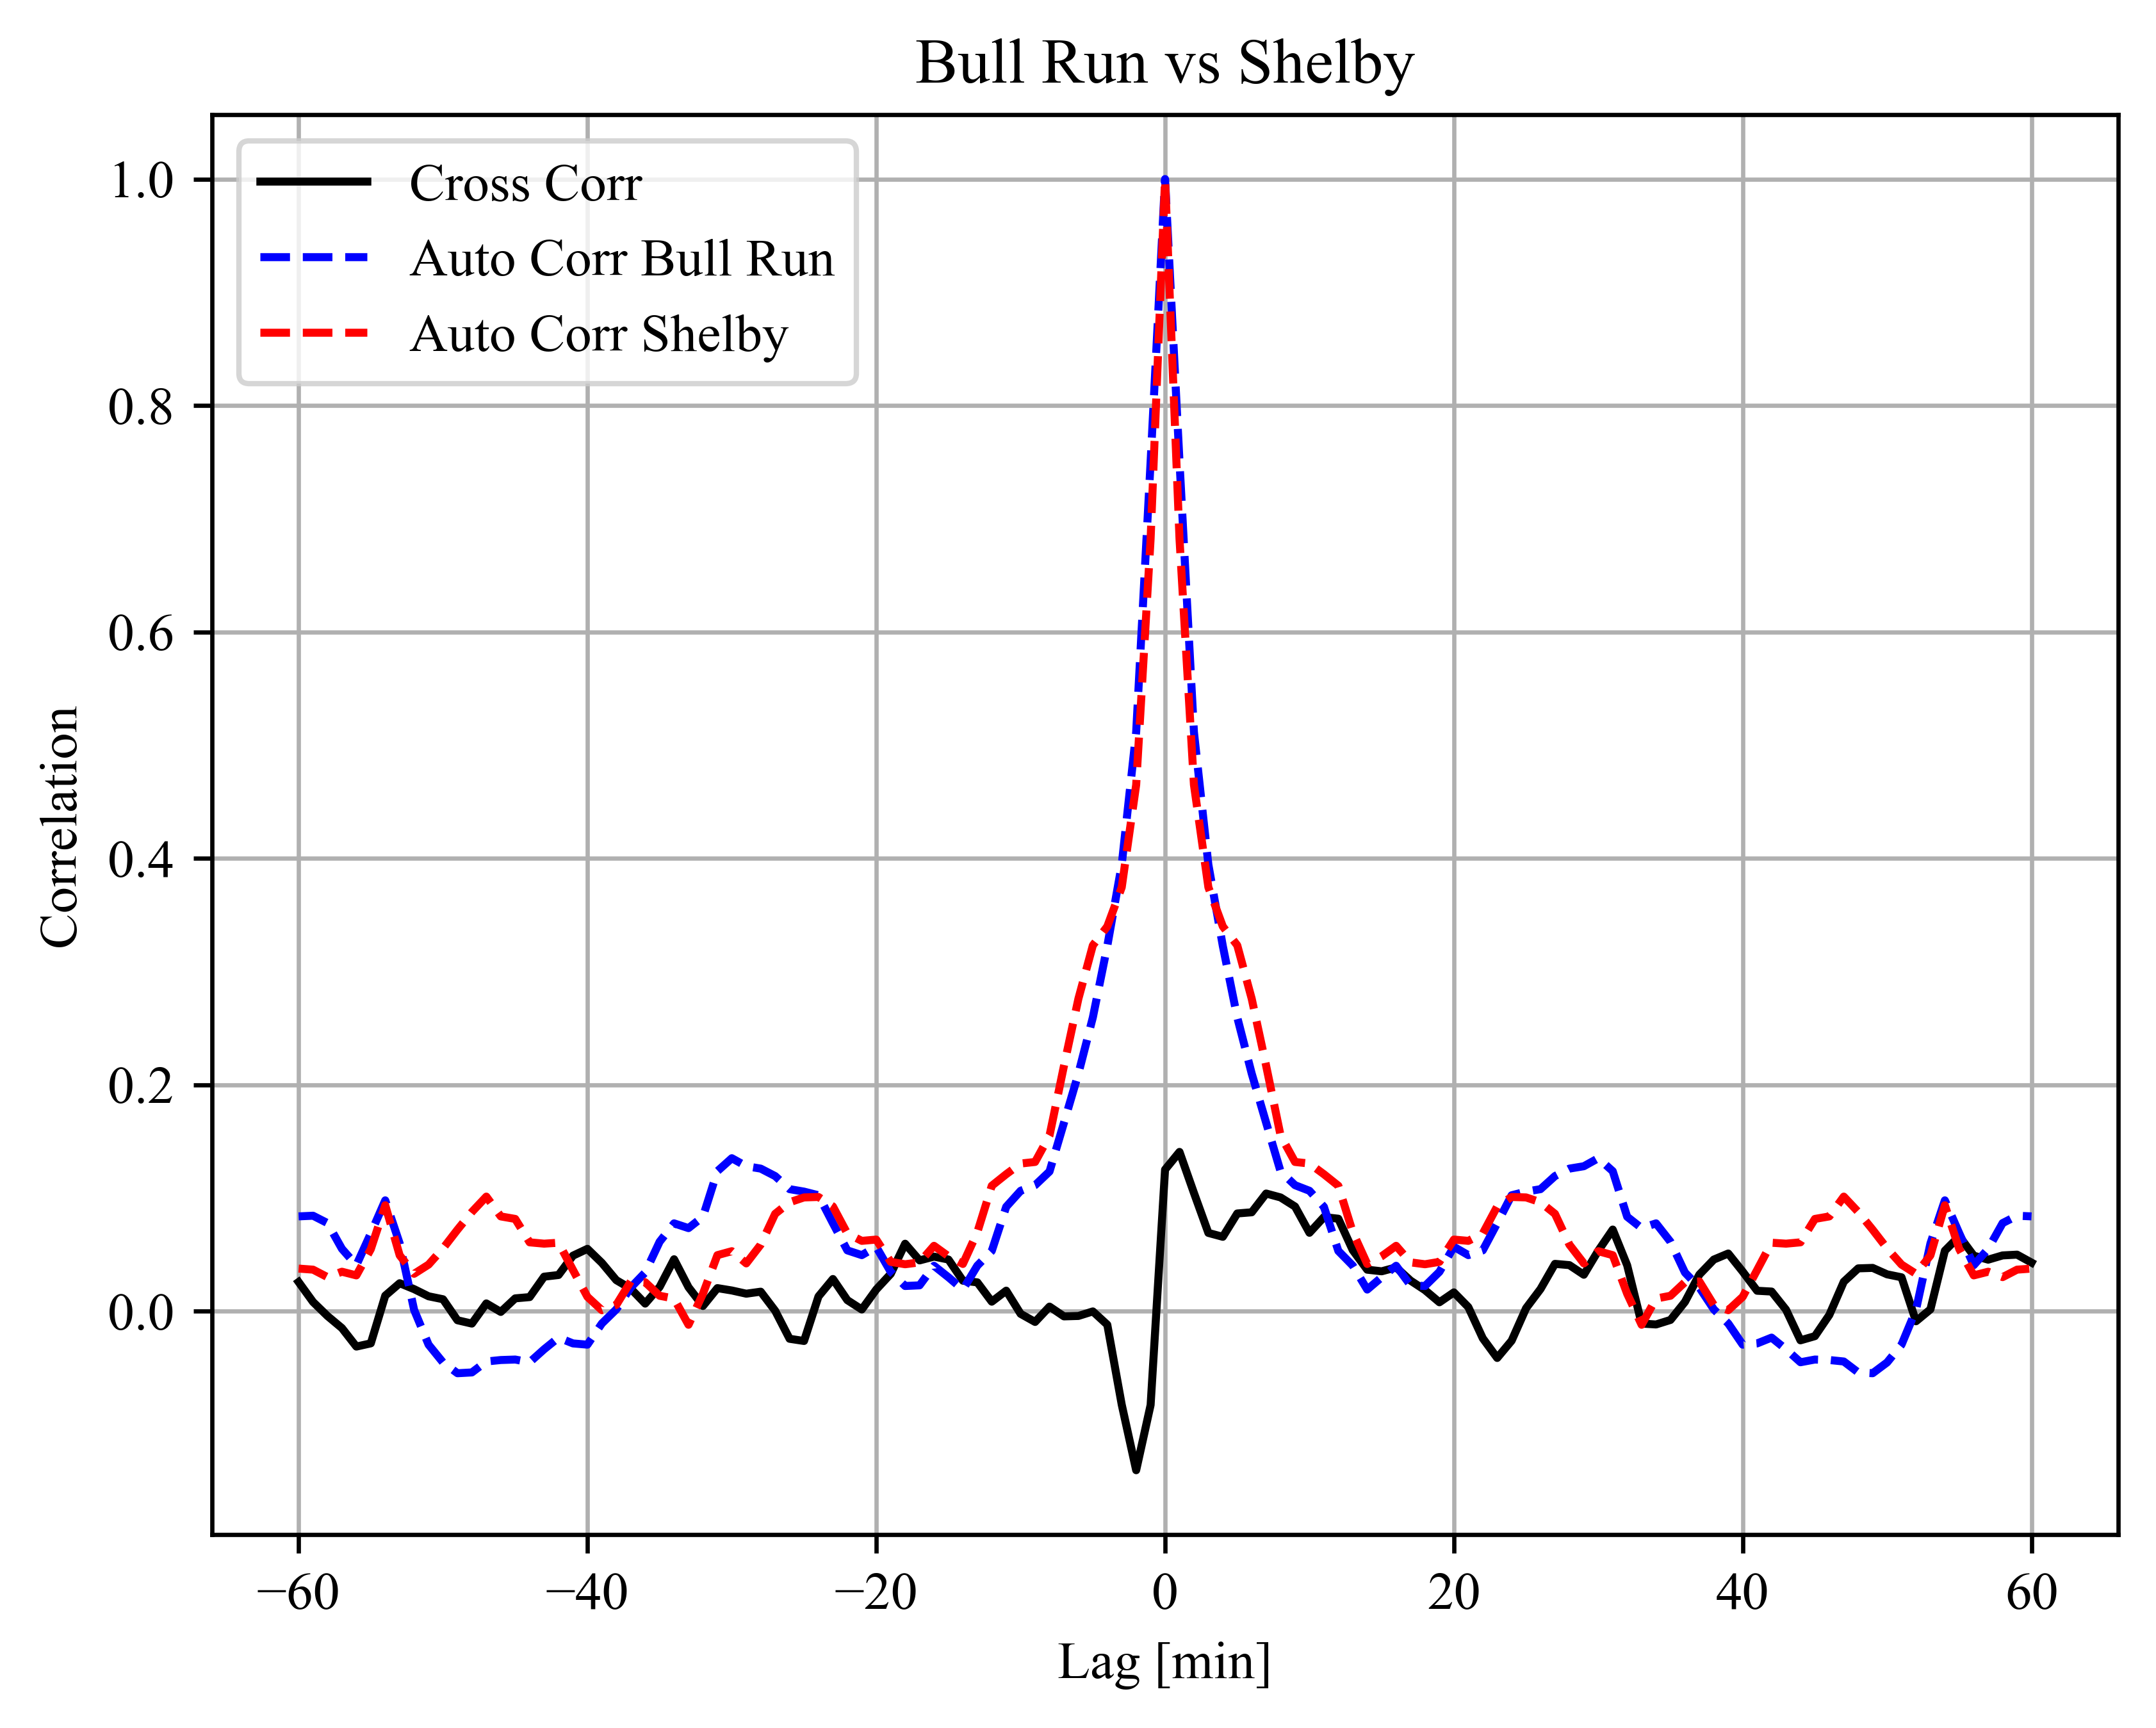 Bull Run vs Shelby
Cross Corr
Auto Corr Bull Run
Auto Corr Shelby
1.0
0.8
0.6
0.4
0.2
0.0
Correlation
−60 −40 −20 0 20 40 60
Lag [min]